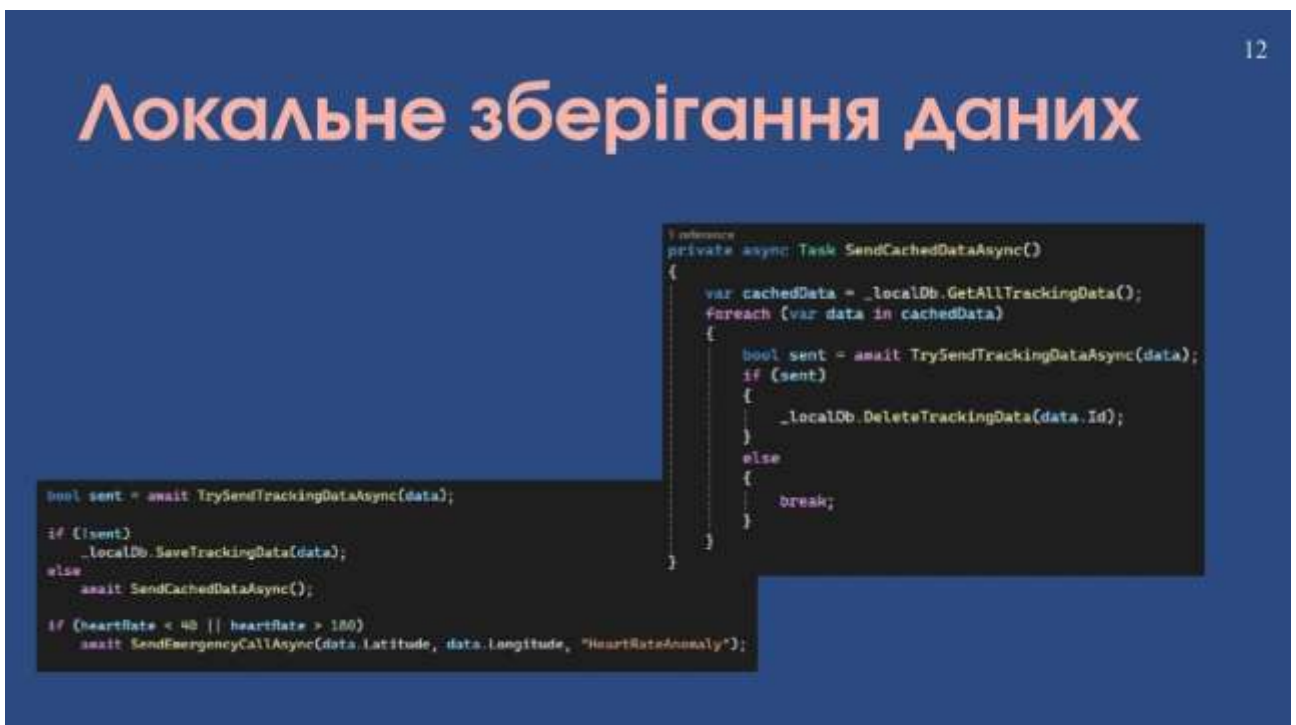 12
Локальне зберігання даних
1 reference
private async Task SendCachedDataAsync()
{
var cachedData = _localDb.GetAllTrackingData();
foreach (var data in cachedData)
{
bool sent = await TrySendTrackingDataAsync(data);
if (sent)
{
_localDb.DeleteTrackingData(data.Id);
}
else
{
break;
}
}
}
bool sent = await TrySendTrackingDataAsync(data);
if (!sent)
_localDb.SaveTrackingData(data);
else
await SendCachedDataAsync();
if (heartRate < 40 || heartRate > 180)
await SendEmergencyCallAsync(data.Latitude, data.Longitude, "HeartRateAnomaly");